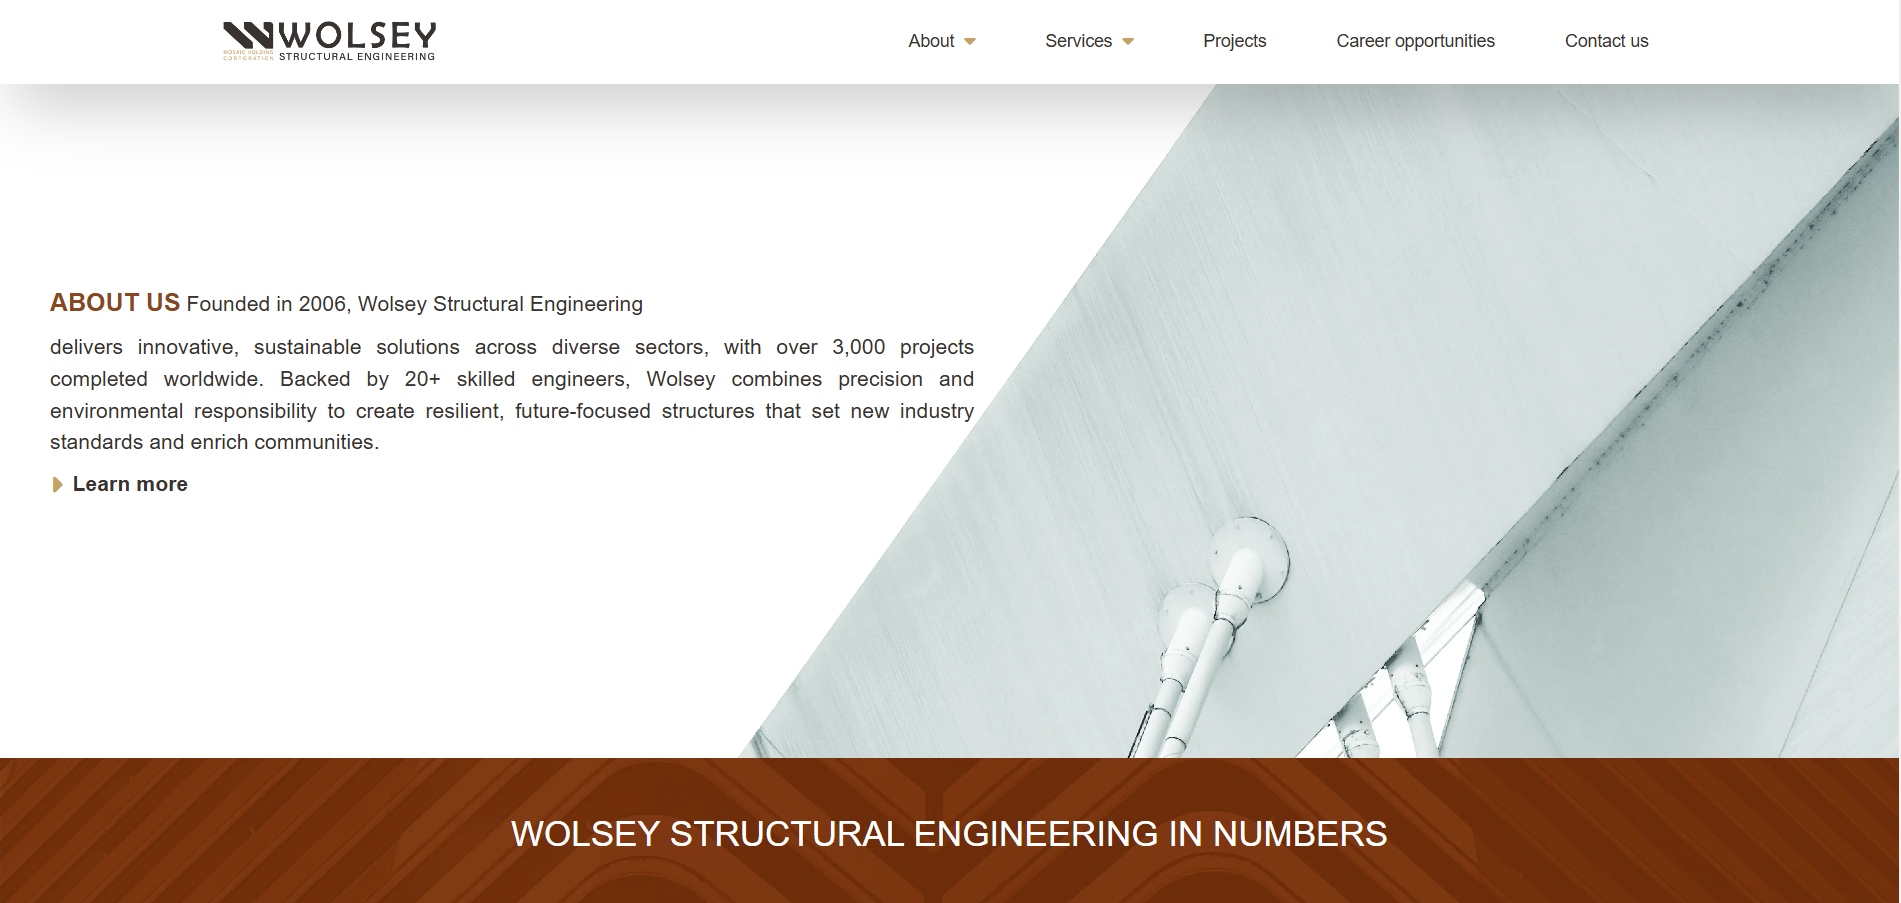 WOLSEY
MOSAIC HOLDING
CORPORATION
STRUCTURAL ENGINEERING
About
Services
Projects
Career opportunities
Contact us
ABOUT US Founded in 2006, Wolsey Structural Engineering
delivers innovative, sustainable solutions across diverse sectors, with over 3,000 projects
completed worldwide. Backed by 20+ skilled engineers, Wolsey combines precision and
environmental responsibility to create resilient, future-focused structures that set new industry
standards and enrich communities.
Learn more
WOLSEY STRUCTURAL ENGINEERING IN NUMBERS